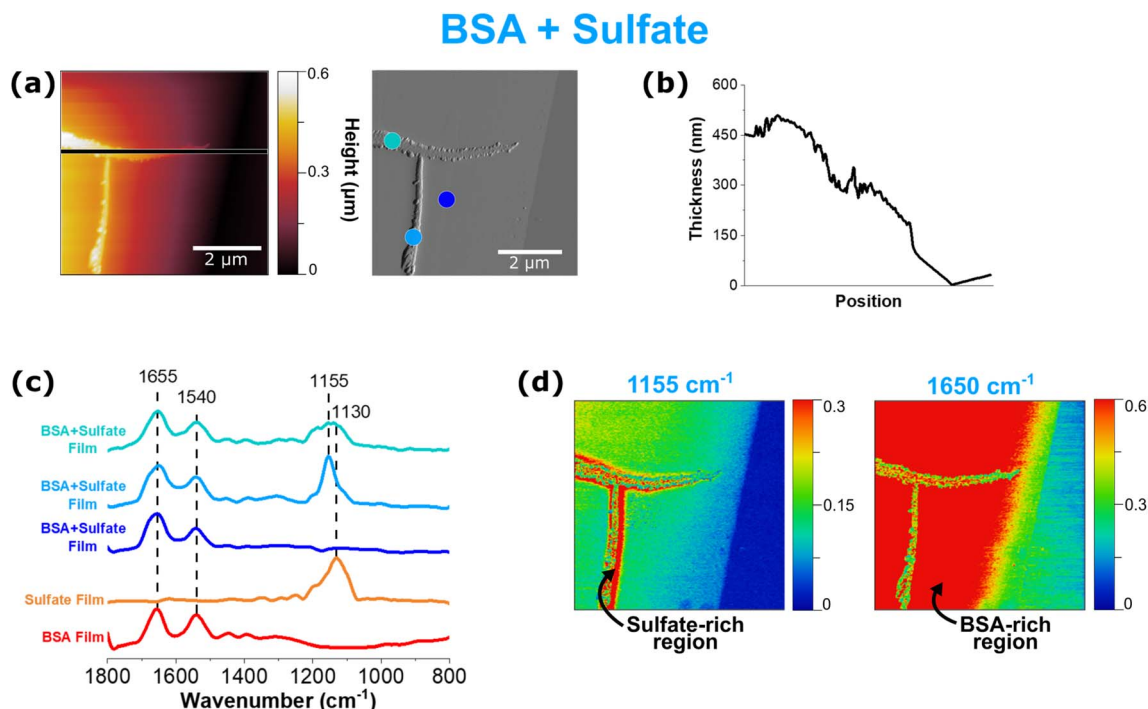 BSA + Sulfate
(a)
0.6
0.3
0
Height (µm)
2 µm
2 µm
(b)
600
450
300
150
0
Thickness (nm)
Position
(c)
1655
1540
1155
1130
BSA+Sulfate
Film
BSA+Sulfate
Film
BSA+Sulfate
Film
Sulfate Film
BSA Film
1800 1600 1400 1200 1000 800
Wavenumber (cm⁻¹)
(d)
1155 cm⁻¹
0.3
0.15
0
Sulfate-rich
region
1650 cm⁻¹
0.6
0.3
0
BSA-rich
region